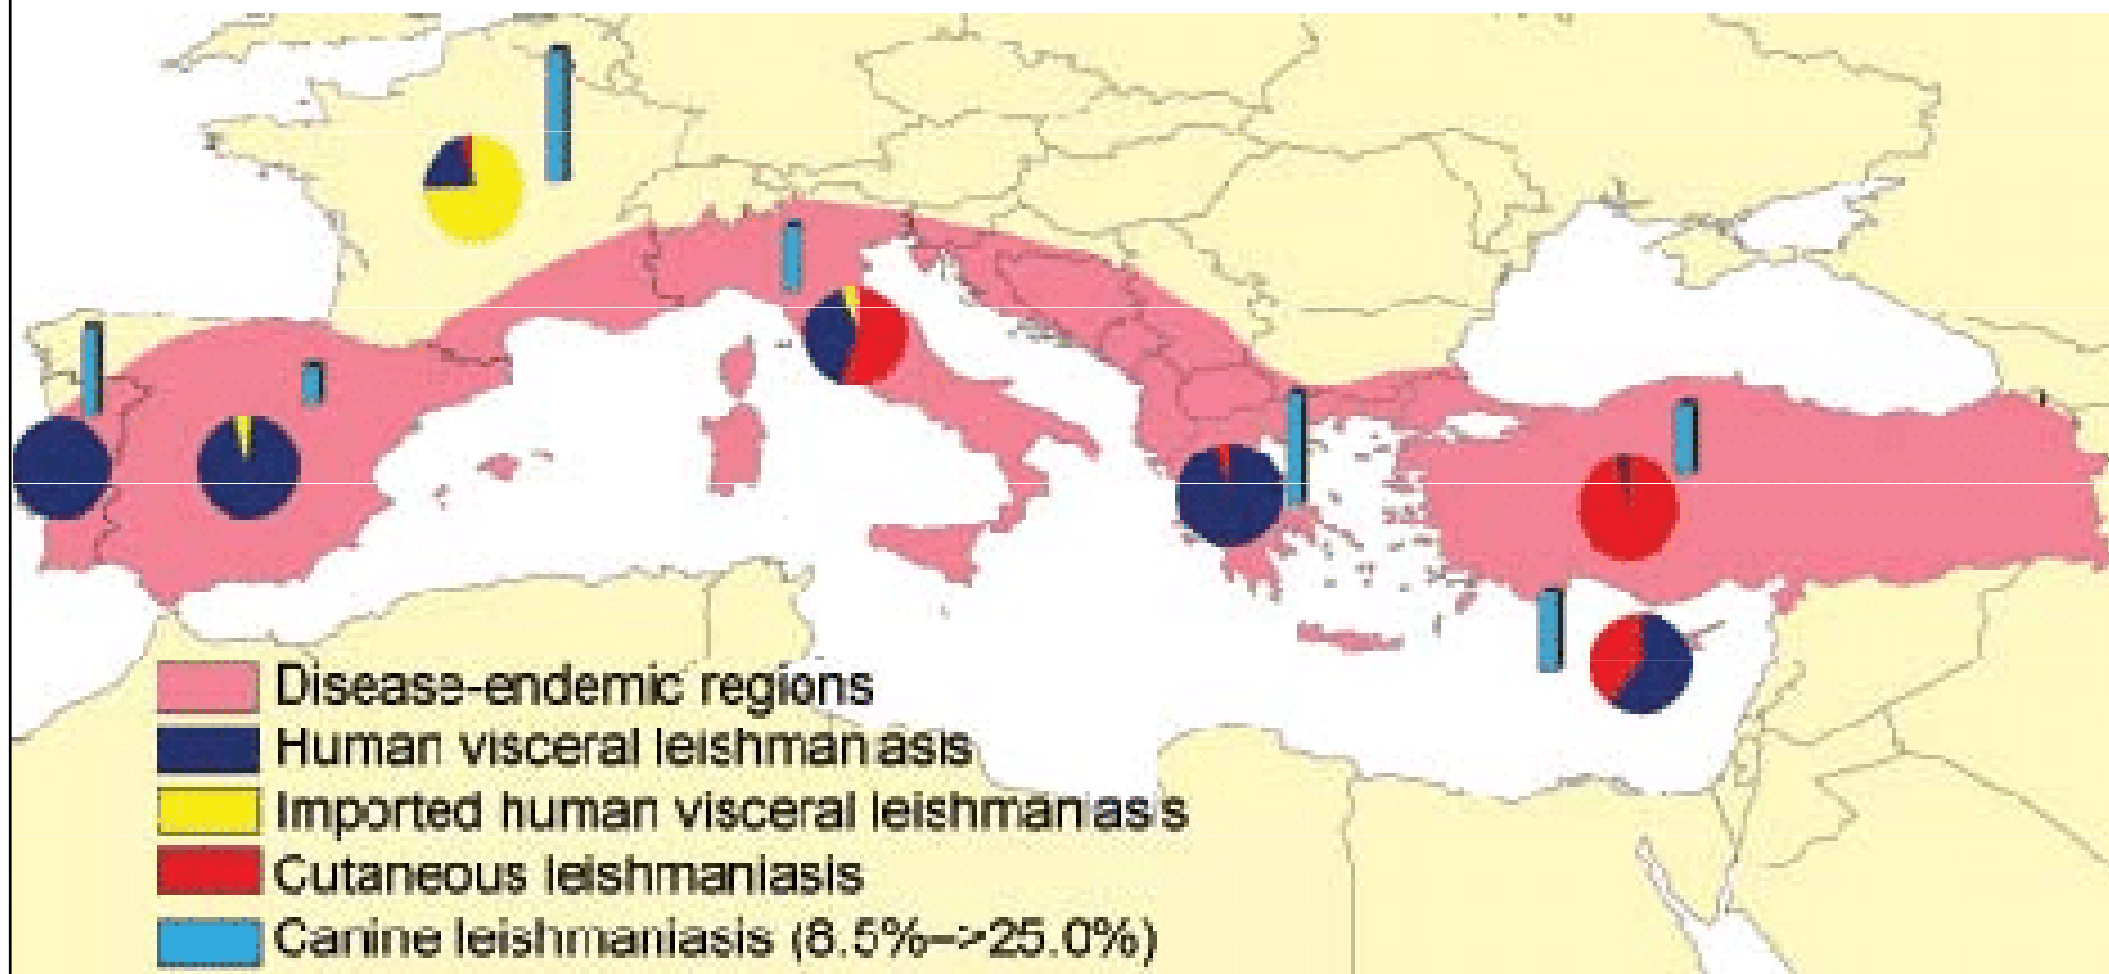 Disease-endemic regions
Human visceral leishmaniasis
Imported human visceral leishmaniasis
Cutaneous leishmaniasis
Canine leishmaniasis (8.5%–>25.0%)